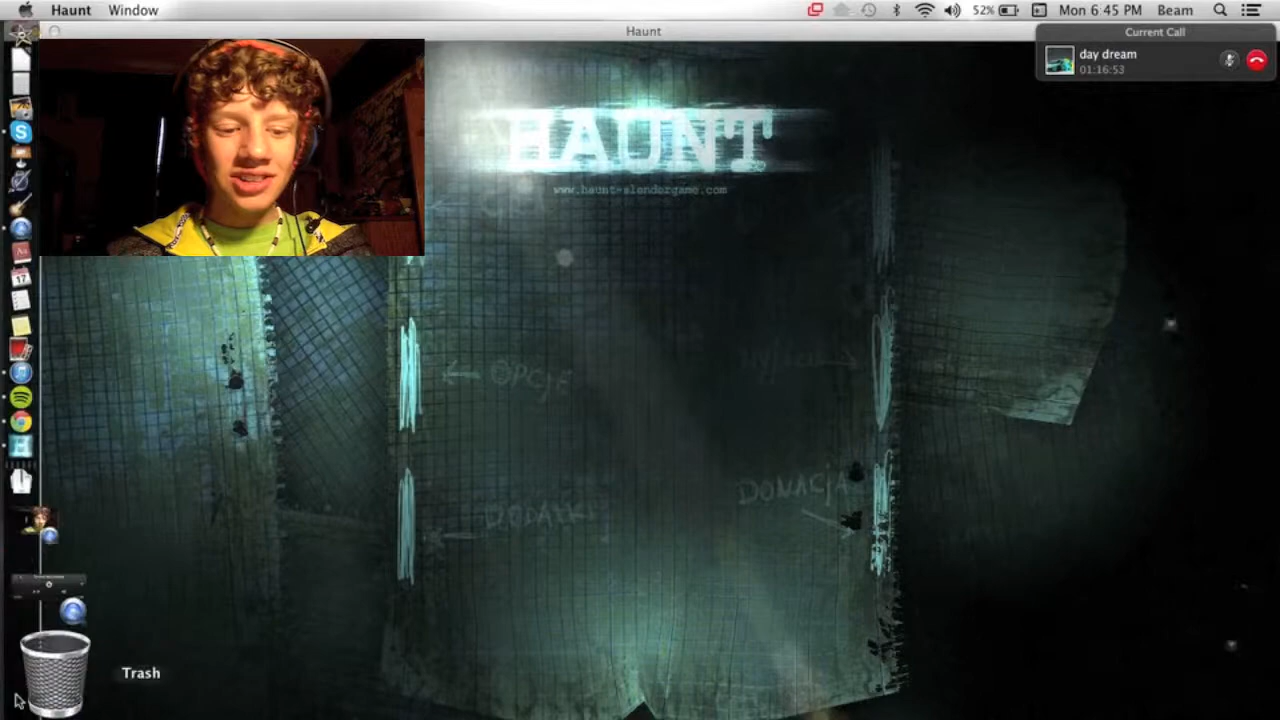 Haunt Window 52% Mon 6:45 PM Beam
Haunt
Current Call
day dream
01:16:53
HAUNT
www.haunt-slendergame.com
17
OPCJE
DODATKI
DONACJA
Trash